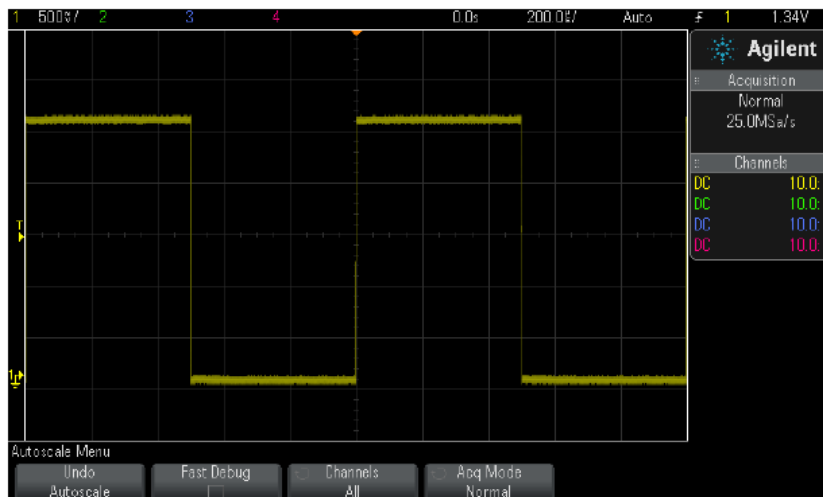 1 500㎷/ 2 3 4 0.0s 200.0㎲/ Auto 1 1.34V
Agilent
Acquisition
Normal
25.0MSa/s
Channels
DC 10.0:
DC 10.0:
DC 10.0:
DC 10.0:
T
1
Autoscale Menu
Undo Autoscale
Fast Debug
Channels
All
Acq Mode
Normal